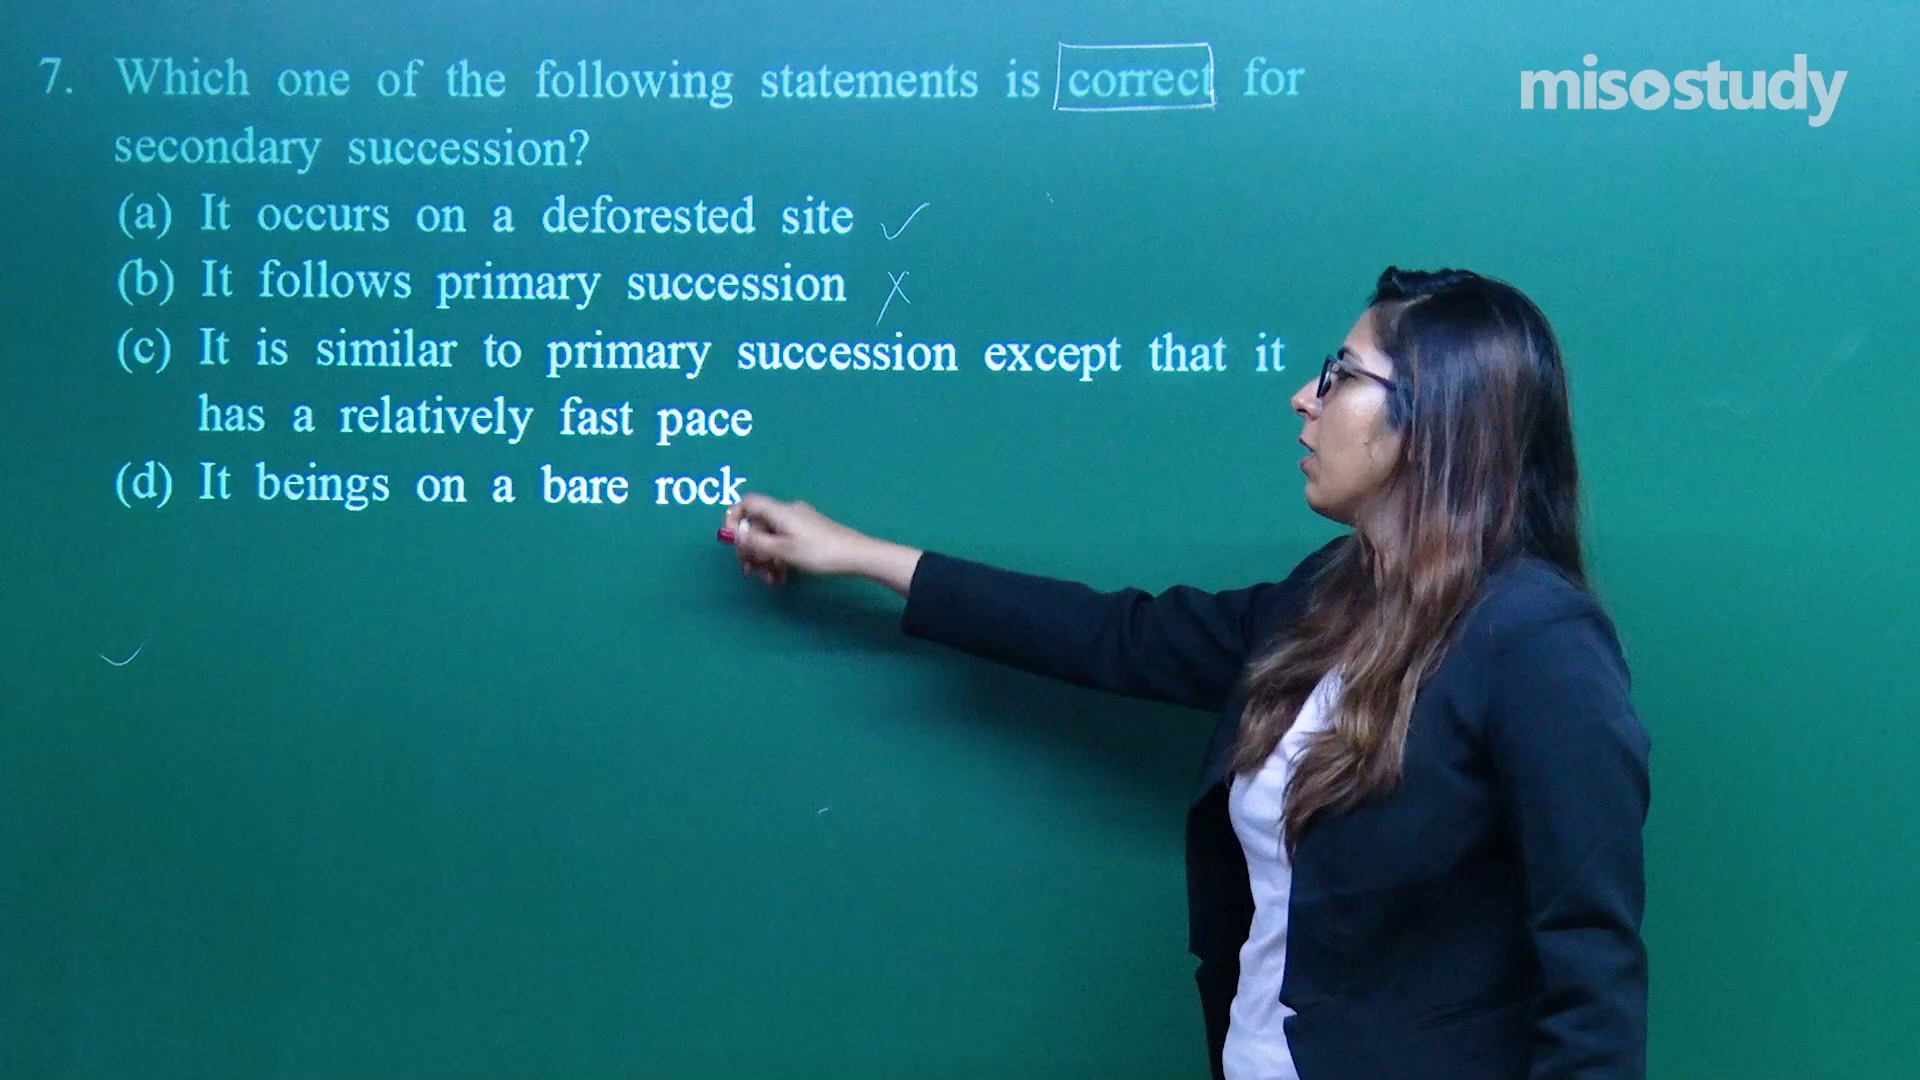 7. Which one of the following statements is correct for
secondary succession?
(a) It occurs on a deforested site
(b) It follows primary succession
(c) It is similar to primary succession except that it
has a relatively fast pace
(d) It beings on a bare rock
misostudy